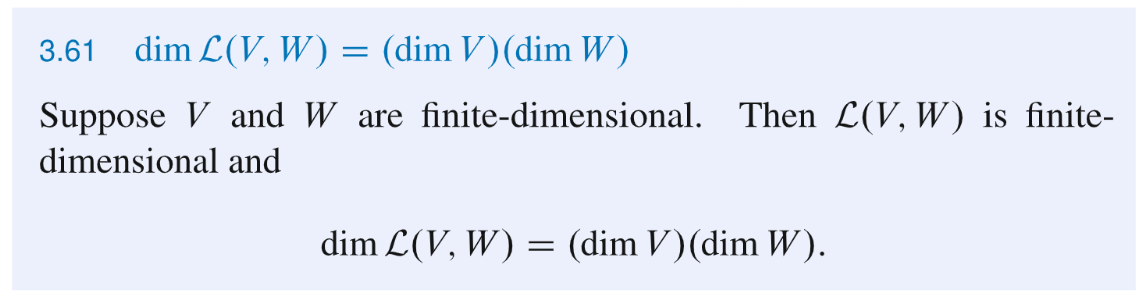 3.61 dim ℒ(V, W) = (dim V)(dim W)
Suppose V and W are finite-dimensional. Then ℒ(V, W) is finite-
dimensional and
dim ℒ(V, W) = (dim V)(dim W).